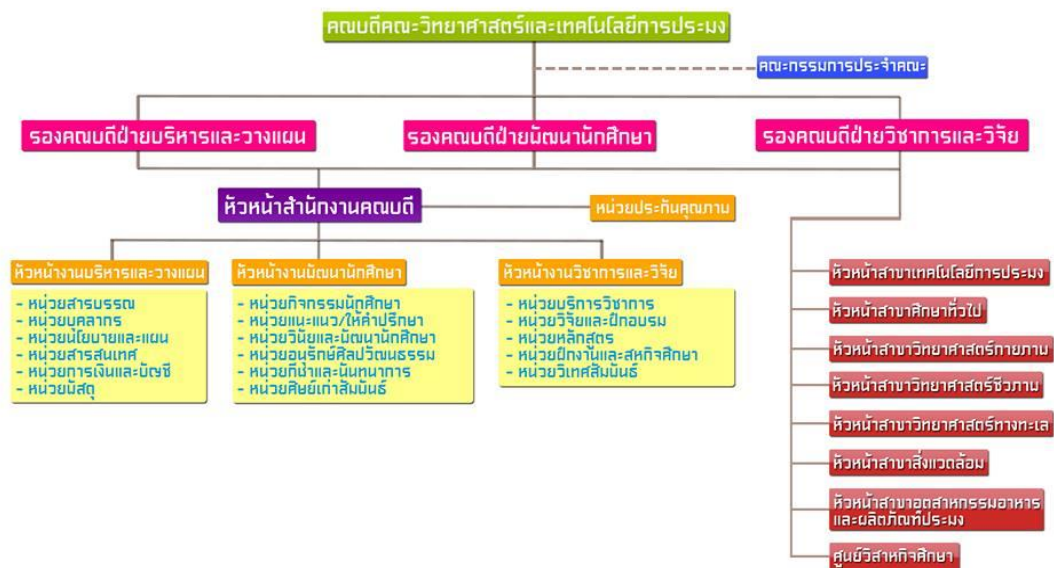 คณบดีคณะวิทยาศาสตร์และเทคโนโลยีการประมง
คณะกรรมการประจำคณะ
รองคณบดีฝ่ายบริหารและวางแผน
รองคณบดีฝ่ายพัฒนานักศึกษา
รองคณบดีฝ่ายวิชาการและวิจัย
หัวหน้าสำนักงานคณบดี
หน่วยประกันคุณภาพ
หัวหน้างานบริหารและวางแผน
- หน่วยสารบรรณ
- หน่วยบุคลากร
- หน่วยนโยบายและแผน
- หน่วยสารสนเทศ
- หน่วยการเงินและบัญชี
- หน่วยพัสดุ
หัวหน้างานพัฒนานักศึกษา
- หน่วยกิจกรรมนักศึกษา
- หน่วยแนะแนว/ให้คำปรึกษา
- หน่วยวินัยและพัฒนานักศึกษา
- หน่วยอนุรักษ์ศิลปวัฒนธรรม
- หน่วยกีฬาและนันทนาการ
- หน่วยศิษย์เก่าสัมพันธ์
หัวหน้างานวิชาการและวิจัย
- หน่วยบริการวิชาการ
- หน่วยวิจัยและฝึกอบรม
- หน่วยหลักสูตร
- หน่วยฝึกงานและสหกิจศึกษา
- หน่วยวิเทศสัมพันธ์
หัวหน้าสาขาเทคโนโลยีการประมง
หัวหน้าสาขาศึกษาทั่วไป
หัวหน้าสาขาวิทยาศาสตร์กายภาพ
หัวหน้าสาขาวิทยาศาสตร์ชีวภาพ
หัวหน้าสาขาวิทยาศาสตร์ทางทะเล
หัวหน้าสาขาสิ่งแวดล้อม
หัวหน้าสาขาอุตสาหกรรมอาหาร
และผลิตภัณฑ์ประมง
ศูนย์วิสาหกิจศึกษา